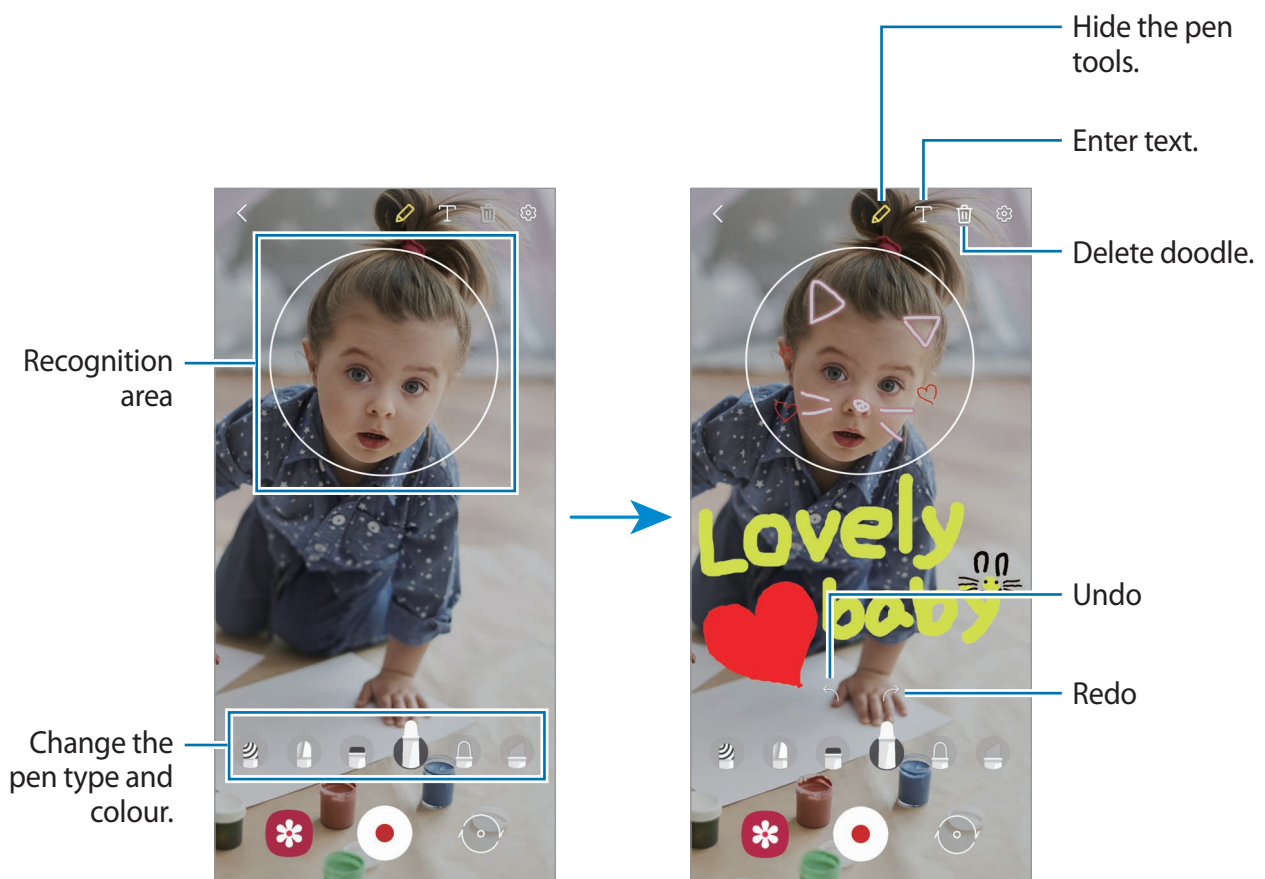 Hide the pen
tools.
Enter text.
Delete doodle.
Recognition
area
Lovely
baby
Undo
Redo
Change the
pen type and
colour.